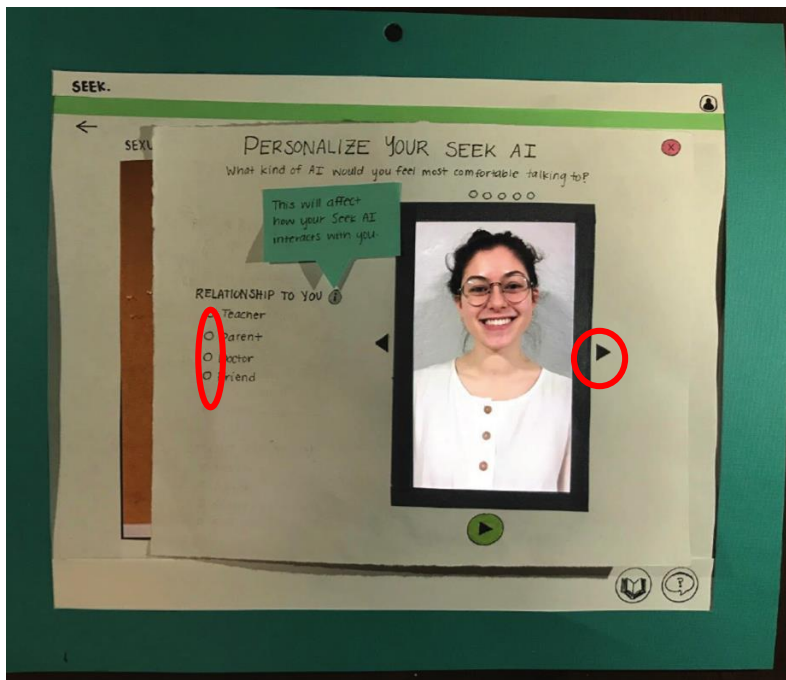 SEEK.
SEXU
PERSONALIZE YOUR SEEK AI
What kind of AI would you feel most comfortable talking to?
This will affect
how your Seek AI
interacts with you.
RELATIONSHIP TO YOU i
Teacher
Parent
Doctor
Friend
x
?